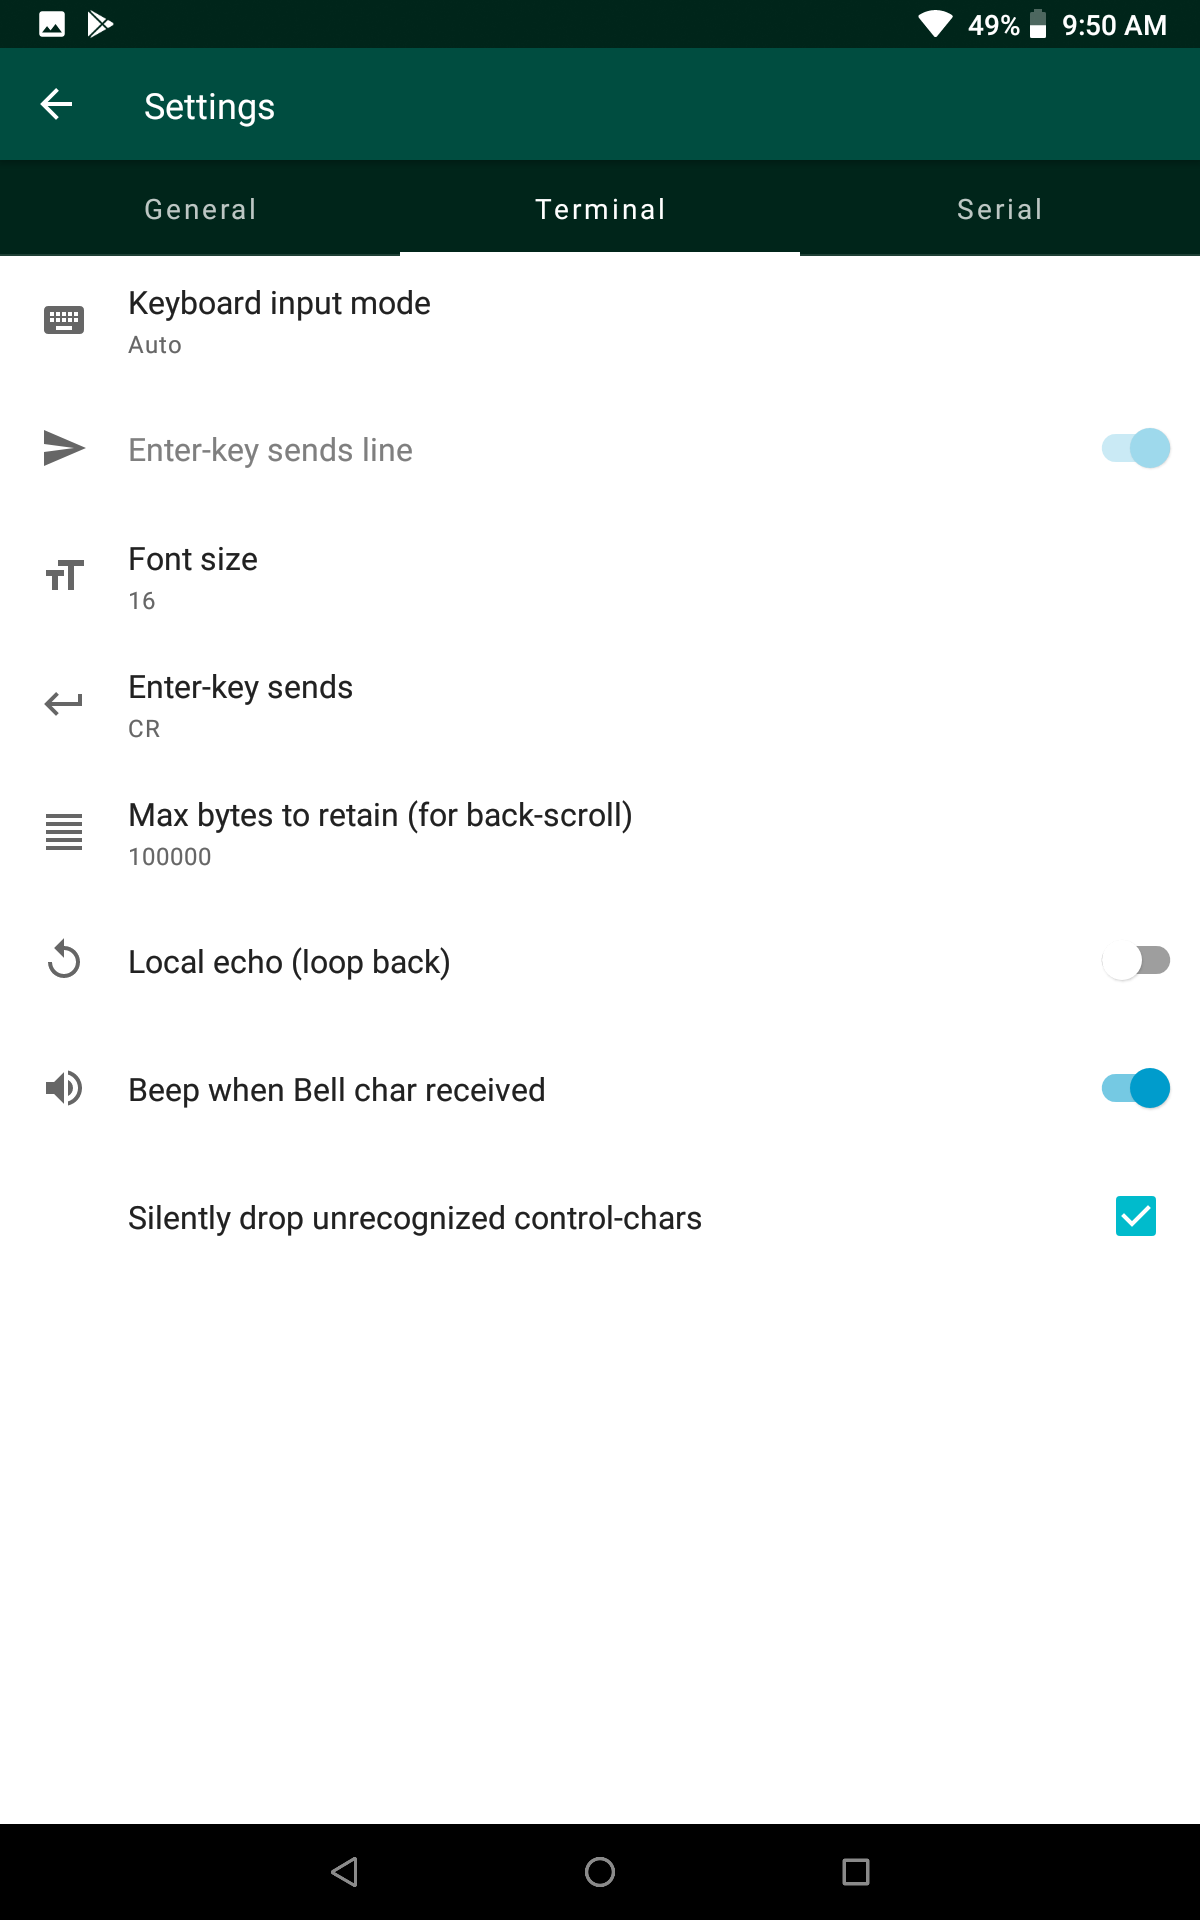 49% 9:50 AM
Settings
General Terminal Serial
Keyboard input mode
Auto
Enter-key sends line
Font size
16
Enter-key sends
CR
Max bytes to retain (for back-scroll)
100000
Local echo (loop back)
Beep when Bell char received
Silently drop unrecognized control-chars